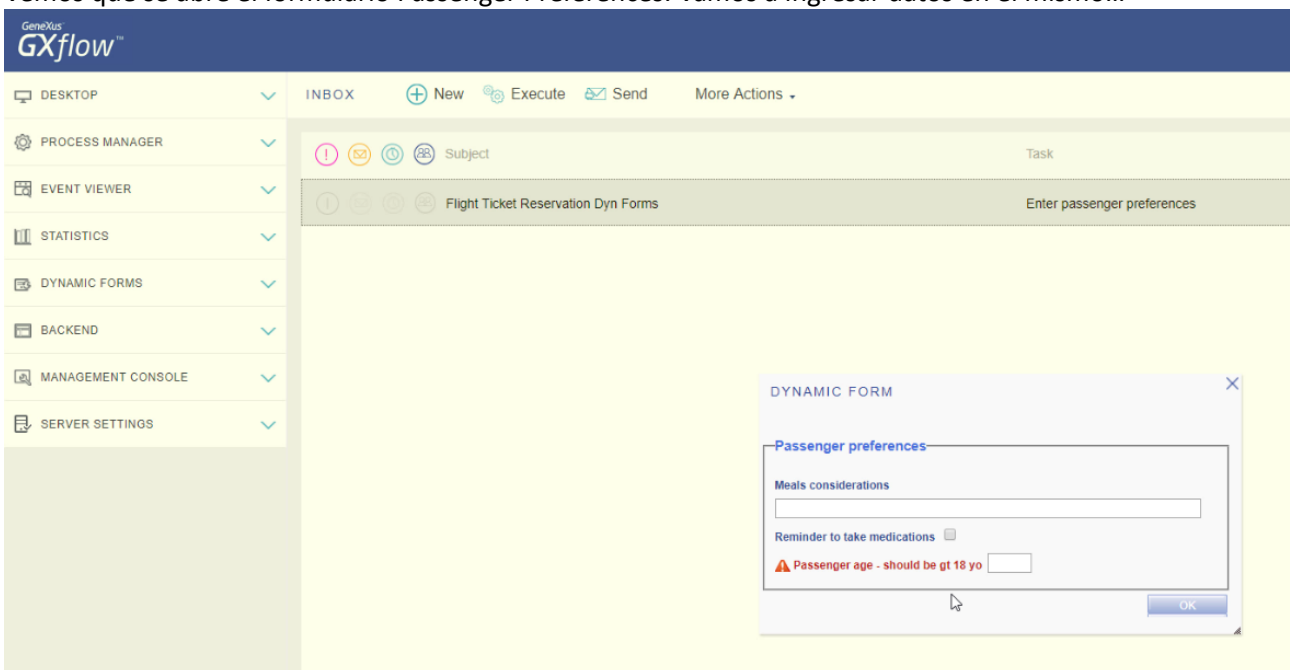 GeneXus™
GXflow™
DESKTOP
PROCESS MANAGER
EVENT VIEWER
STATISTICS
DYNAMIC FORMS
BACKEND
MANAGEMENT CONSOLE
SERVER SETTINGS
INBOX New Execute Send More Actions
Subject Task
Flight Ticket Reservation Dyn Forms Enter passenger preferences
DYNAMIC FORM
Passenger preferences
Meals considerations
Reminder to take medications
Passenger age - should be gt 18 yo
OK